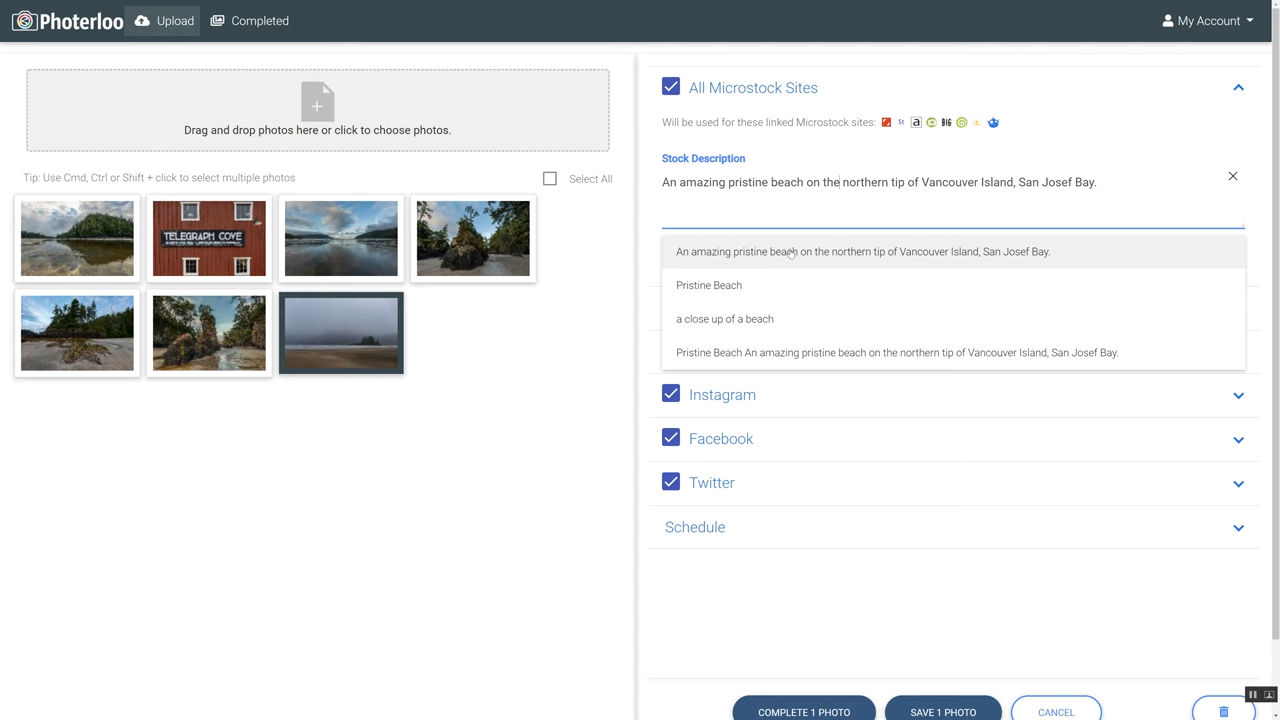 Photerloo
Upload
Completed
My Account
Drag and drop photos here or click to choose photos.
Tip: Use Cmd, Ctrl or Shift + click to select multiple photos
Select All
TELEGRAPH COVE
All Microstock Sites
Will be used for these linked Microstock sites:
St
a
BIG
Stock Description
An amazing pristine beach on the northern tip of Vancouver Island, San Josef Bay.
An amazing pristine beach on the northern tip of Vancouver Island, San Josef Bay.
Pristine Beach
a close up of a beach
Pristine Beach An amazing pristine beach on the northern tip of Vancouver Island, San Josef Bay.
Instagram
Facebook
Twitter
Schedule
COMPLETE 1 PHOTO
SAVE 1 PHOTO
CANCEL